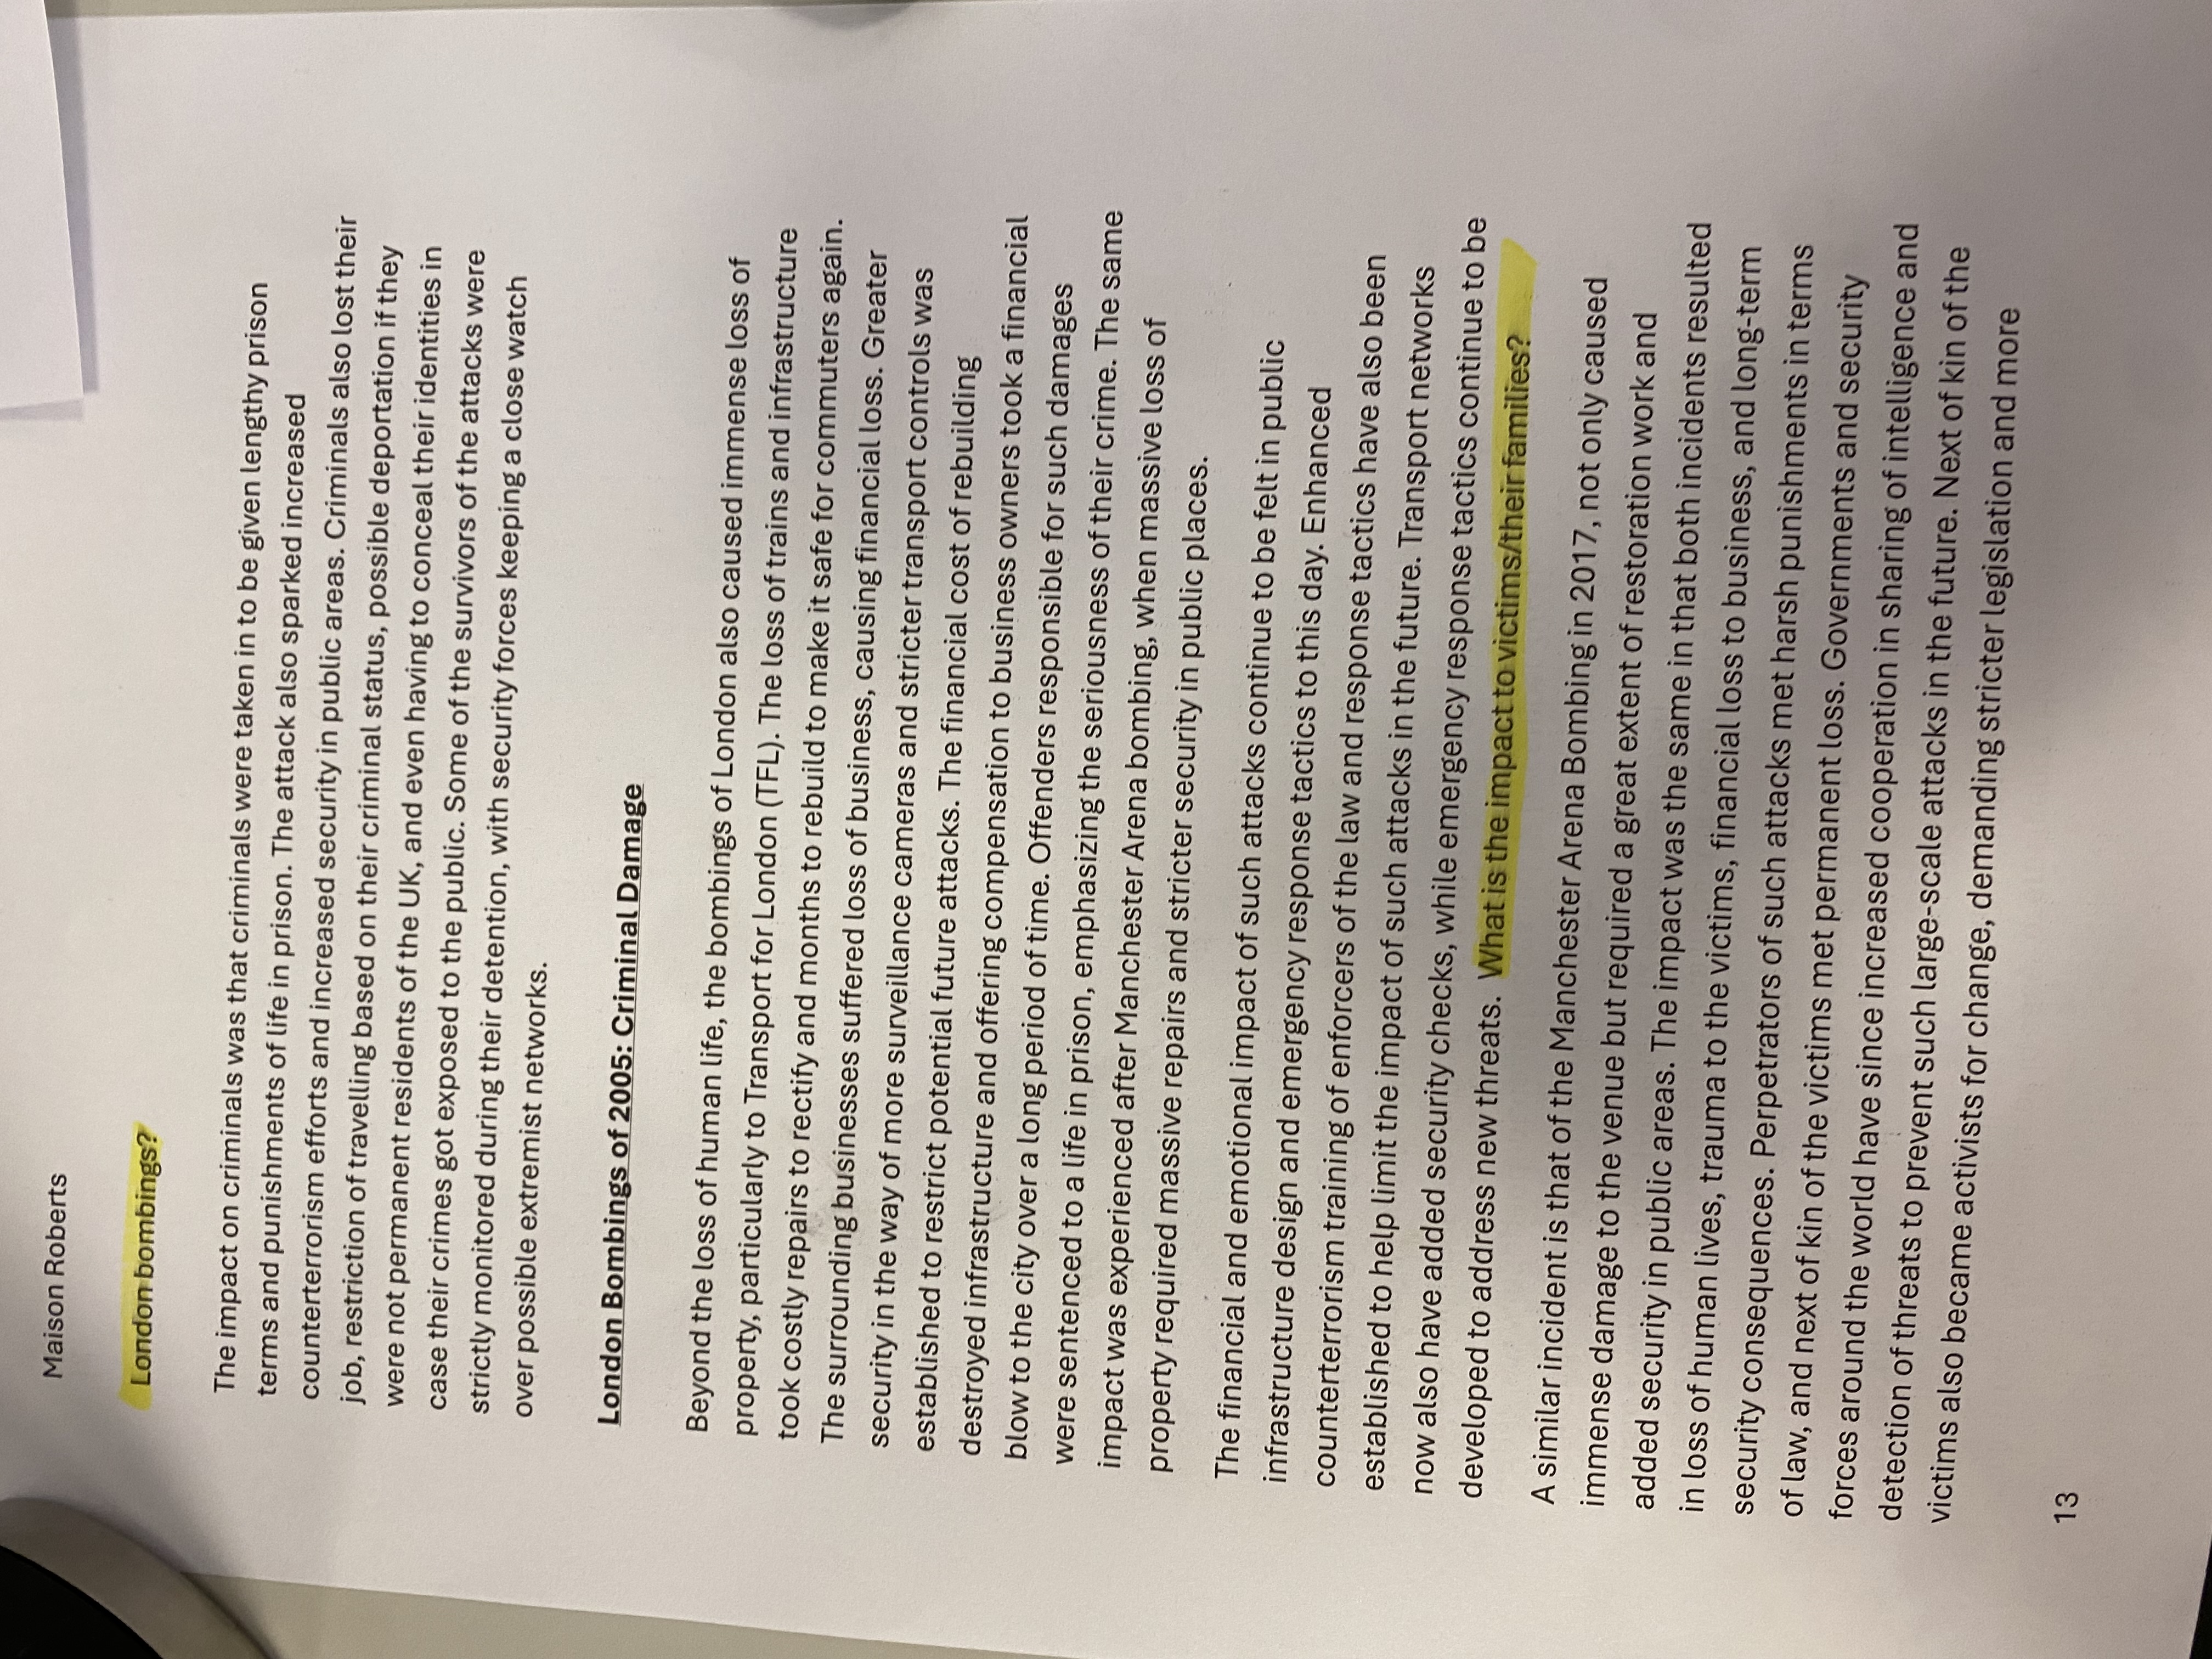 Maison Roberts
London bombings?
The impact on criminals was that criminals were taken in to be given lengthy prison
terms and punishments of life in prison. The attack also sparked increased
counterterrorism efforts and increased security in public areas. Criminals also lost their
job, restriction of travelling based on their criminal status, possible deportation if they
were not permanent residents of the UK, and even having to conceal their identities in
case their crimes got exposed to the public. Some of the survivors of the attacks were
strictly monitored during their detention, with security forces keeping a close watch
over possible extremist networks.
London Bombings of 2005: Criminal Damage
Beyond the loss of human life, the bombings of London also caused immense loss of
property, particularly to Transport for London (TFL). The loss of trains and infrastructure
took costly repairs to rectify and months to rebuild to make it safe for commuters again.
The surrounding businesses suffered loss of business, causing financial loss. Greater
security in the way of more surveillance cameras and stricter transport controls was
established to restrict potential future attacks. The financial cost of rebuilding
destroyed infrastructure and offering compensation to business owners took a financial
blow to the city over a long period of time. Offenders responsible for such damages
were sentenced to a life in prison, emphasizing the seriousness of their crime. The same
impact was experienced after Manchester Arena bombing, when massive loss of
property required massive repairs and stricter security in public places.
The financial and emotional impact of such attacks continue to be felt in public
infrastructure design and emergency response tactics to this day. Enhanced
counterterrorism training of enforcers of the law and response tactics have also been
established to help limit the impact of such attacks in the future. Transport networks
now also have added security checks, while emergency response tactics continue to be
developed to address new threats. What is the impact to victims/their families?
A similar incident is that of the Manchester Arena Bombing in 2017, not only caused
immense damage to the venue but required a great extent of restoration work and
added security in public areas. The impact was the same in that both incidents resulted
in loss of human lives, trauma to the victims, financial loss to business, and long-term
security consequences. Perpetrators of such attacks met harsh punishments in terms
of law, and next of kin of the victims met permanent loss. Governments and security
forces around the world have since increased cooperation in sharing of intelligence and
detection of threats to prevent such large-scale attacks in the future. Next of kin of the
victims also became activists for change, demanding stricter legislation and more
13